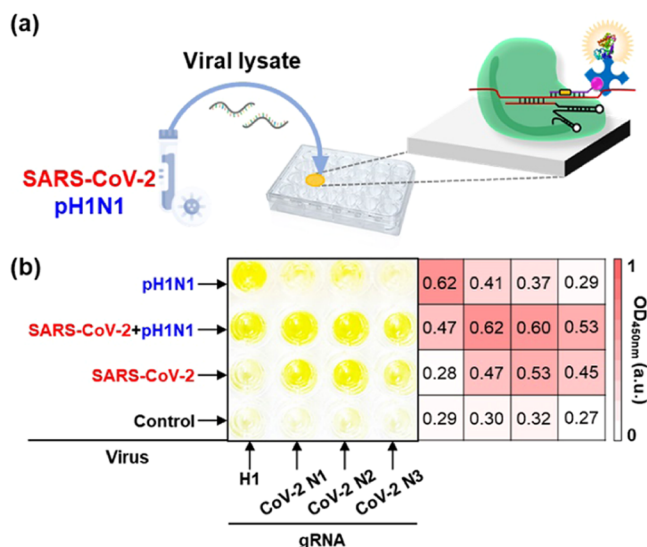 (a)
Viral lysate
SARS-CoV-2
pH1N1
(b)
pH1N1
0.62 0.41 0.37 0.29
SARS-CoV-2+pH1N1
0.47 0.62 0.60 0.53
SARS-CoV-2
0.28 0.47 0.53 0.45
Control
0.29 0.30 0.32 0.27
1
OD450nm (a.u.)
0
Virus
H1
CoV-2 N1
CoV-2 N2
CoV-2 N3
gRNA